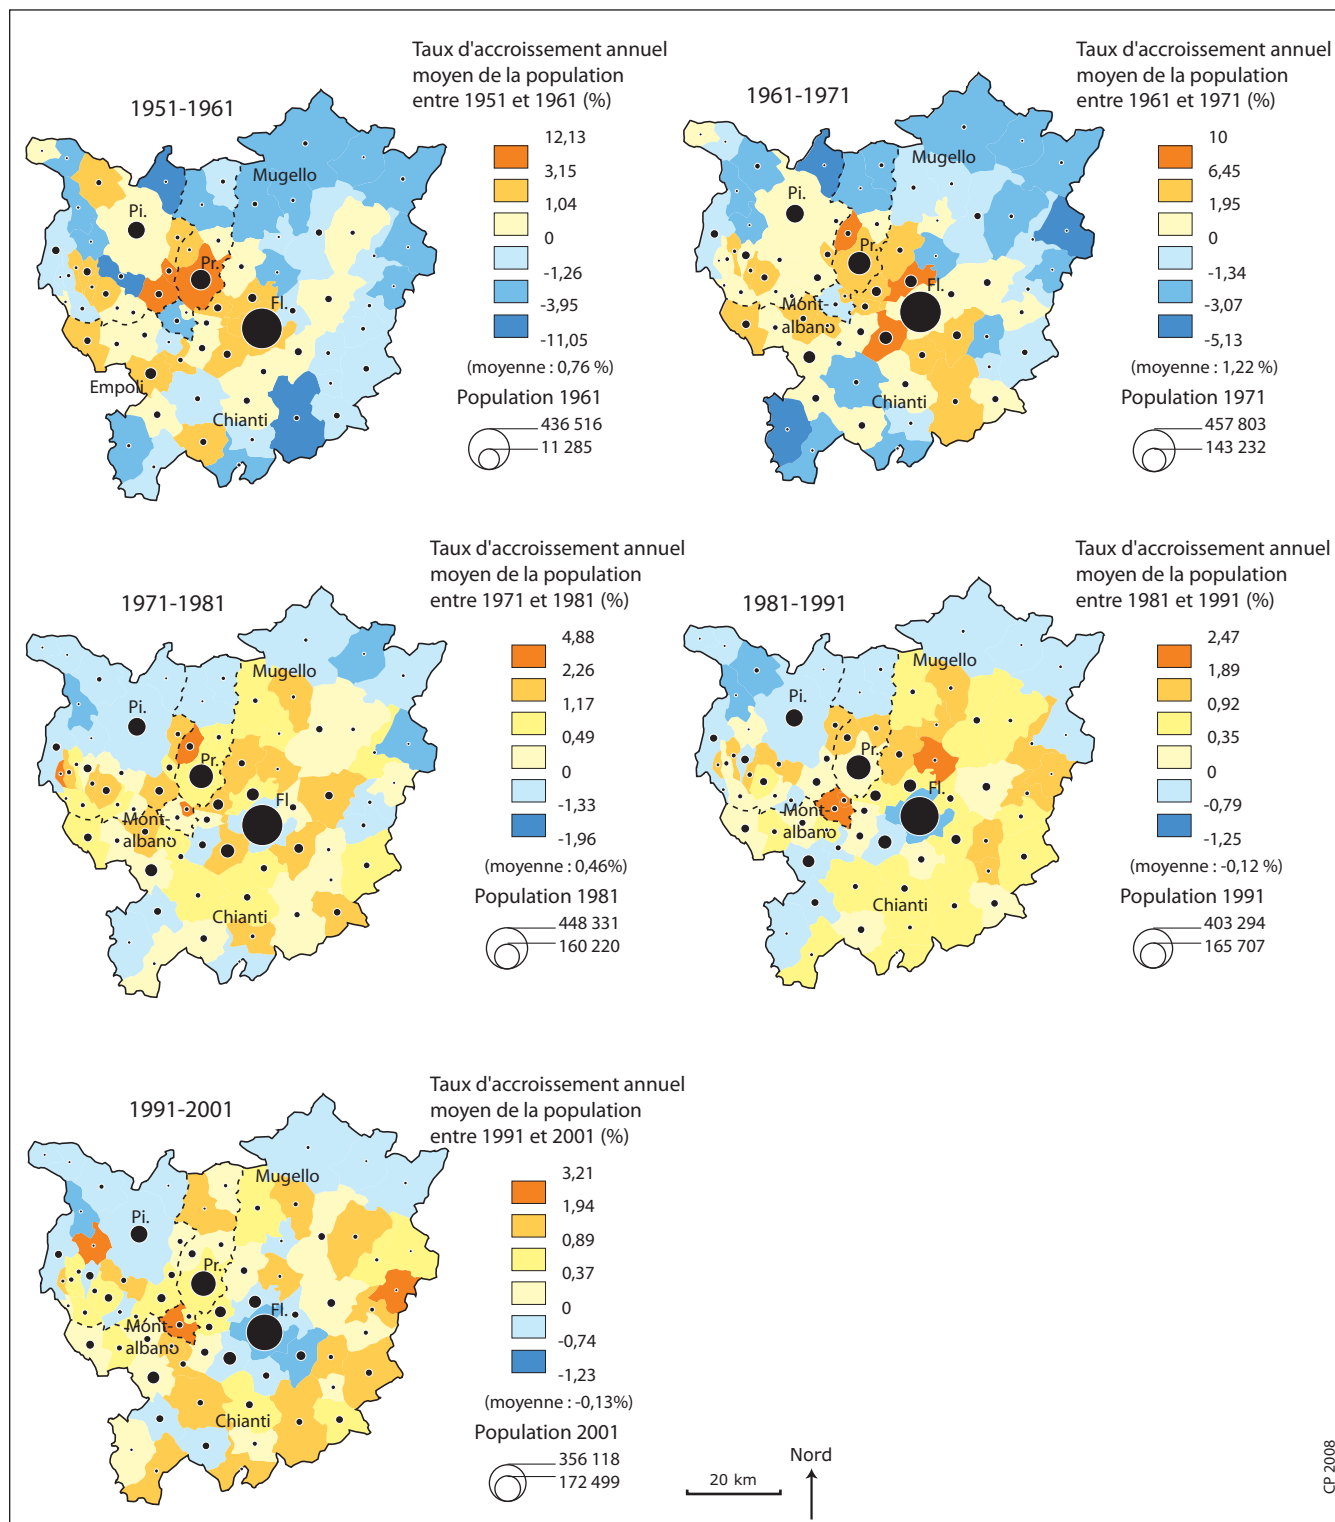 1951-1961
Taux d'accroissement annuel
moyen de la population
entre 1951 et 1961 (%)
12,13
3,15
1,04
0
-1,26
-3,95
-11,05
(moyenne : 0,76 %)
Population 1961
436 516
11 285
Mugello
Pi.
Pr.
Fl.
Empoli
Chianti
1961-1971
Taux d'accroissement annuel
moyen de la population
entre 1961 et 1971 (%)
10
6,45
1,95
0
-1,34
-3,07
-5,13
(moyenne : 1,22 %)
Population 1971
457 803
143 232
Mugello
Pi.
Pr.
Mont-
albano
Fl.
Chianti
1971-1981
Taux d'accroissement annuel
moyen de la population
entre 1971 et 1981 (%)
4,88
2,26
1,17
0,49
0
-1,33
-1,96
(moyenne : 0,46%)
Population 1981
448 331
160 220
Mugello
Pi.
Pr.
Fl.
Mont-
albano
Chianti
1981-1991
Taux d'accroissement annuel
moyen de la population
entre 1981 et 1991 (%)
2,47
1,89
0,92
0,35
0
-0,79
-1,25
(moyenne : -0,12 %)
Population 1991
403 294
165 707
Mugello
Pi.
Pr.
Fl.
Mont-
albano
Chianti
1991-2001
Taux d'accroissement annuel
moyen de la population
entre 1991 et 2001 (%)
3,21
1,94
0,89
0,37
0
-0,74
-1,23
(moyenne : -0,13%)
Population 2001
356 118
172 499
Mugello
Pi.
Pr.
Fl.
Mont-
albano
Chianti
20 km
Nord
CP 2008